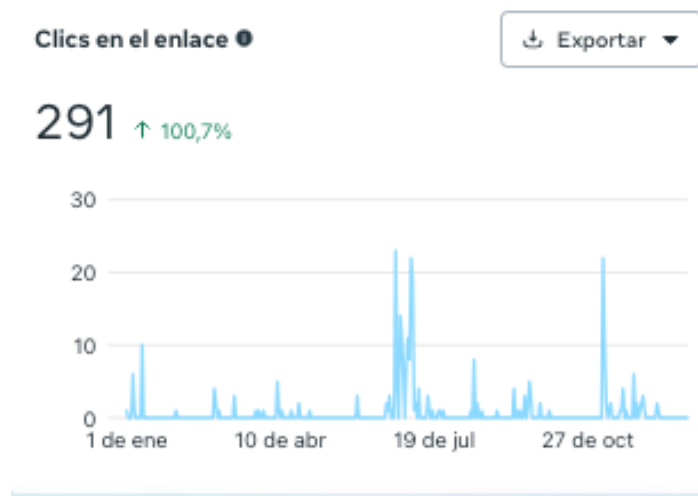 Clics en el enlace
Exportar
291 ↑ 100,7%
30
20
10
0
1 de ene 10 de abr 19 de jul 27 de oct